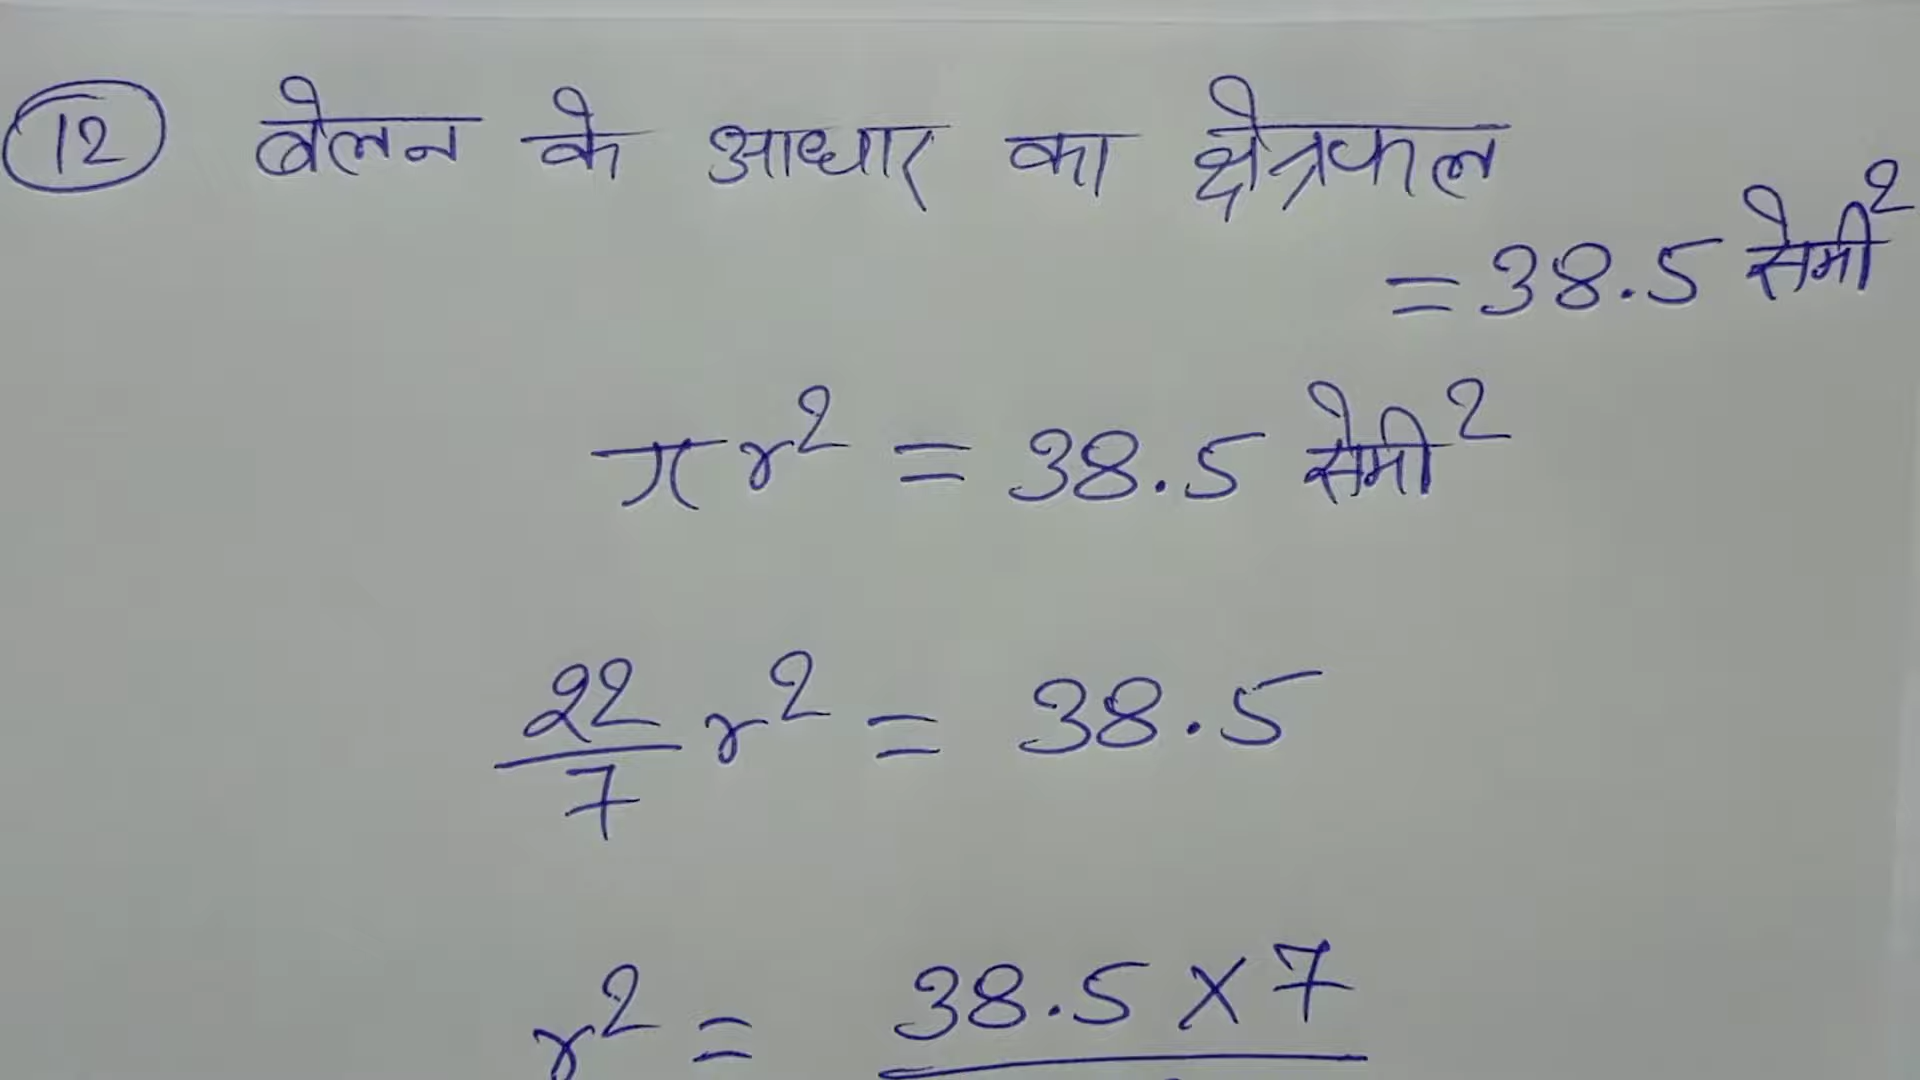 12 बेलन के आधार का क्षेत्रफल
= 38.5 सेमी²
πr² = 38.5 सेमी²
22/7 r² = 38.5
r² = 38.5 × 7